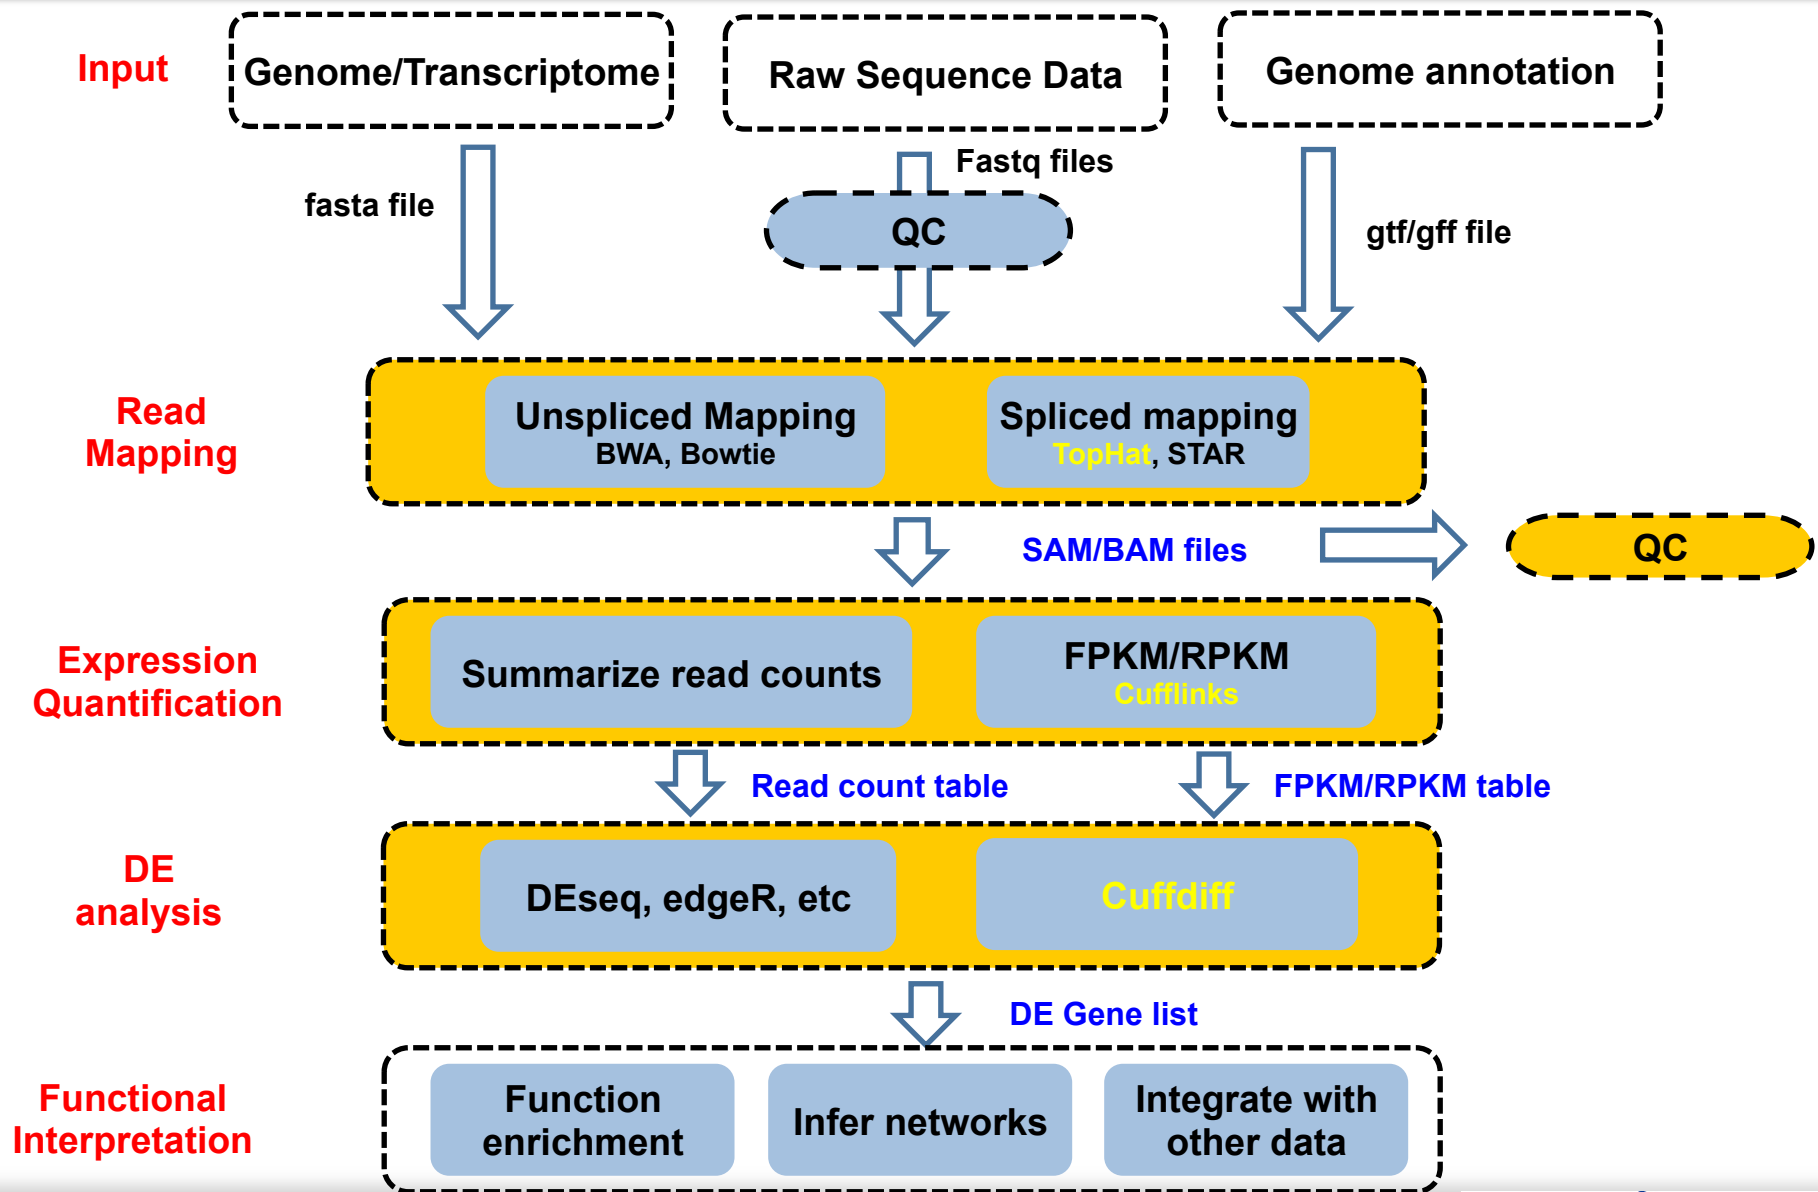 Input
Genome/Transcriptome
Raw Sequence Data
Genome annotation
fasta file
Fastq files
QC
gtf/gff file
Read
Mapping
Unspliced Mapping
BWA, Bowtie
Spliced mapping
TopHat, STAR
SAM/BAM files
QC
Expression
Quantification
Summarize read counts
FPKM/RPKM
Cufflinks
Read count table
FPKM/RPKM table
DE
analysis
DEseq, edgeR, etc
Cuffdiff
DE Gene list
Functional
Interpretation
Function
enrichment
Infer networks
Integrate with
other data